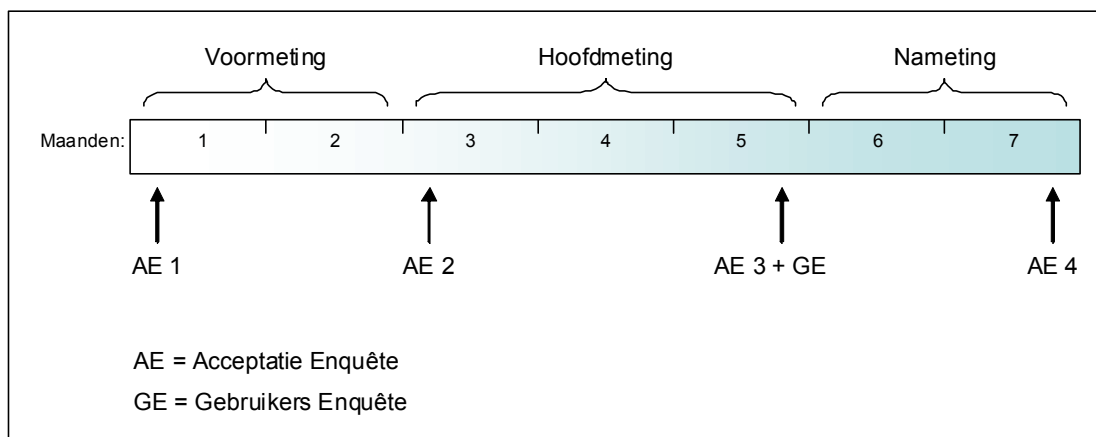 Voormeting Hoofdmeting Nameting
Maanden: 1 2 3 4 5 6 7
AE 1 AE 2 AE 3 + GE AE 4
AE = Acceptatie Enquête
GE = Gebruikers Enquête